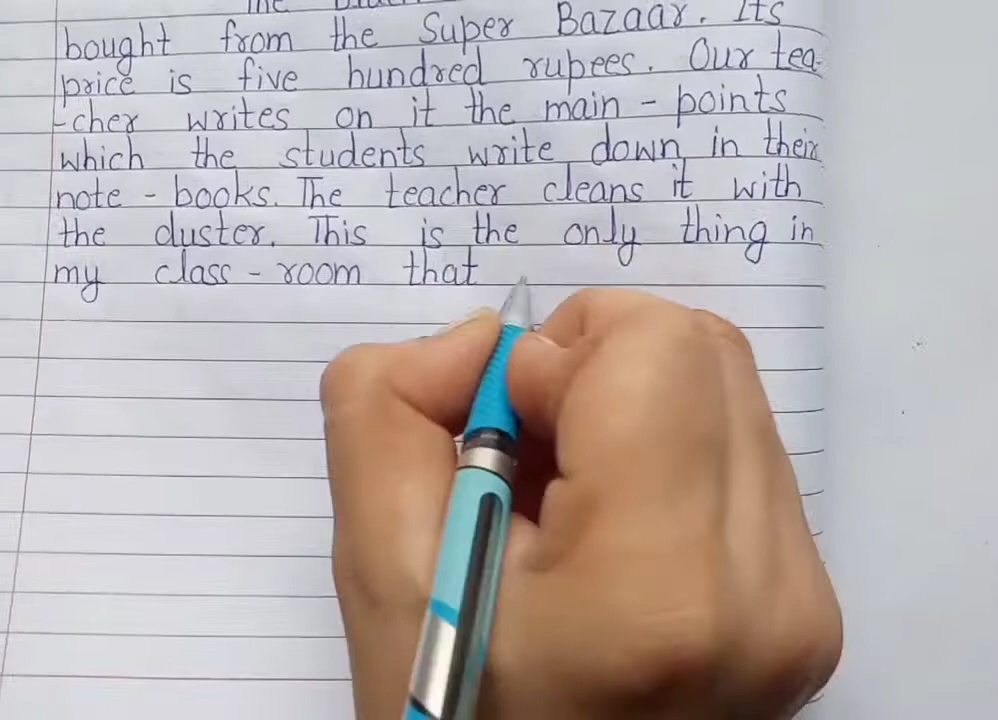 The
bought from the Super Bazaar. Its
price is five hundred rupees. Our tea-
-cher writes on it the main - points
which the students write down in their
note - books. The teacher cleans it with
the duster. This is the only thing in
my class - room that